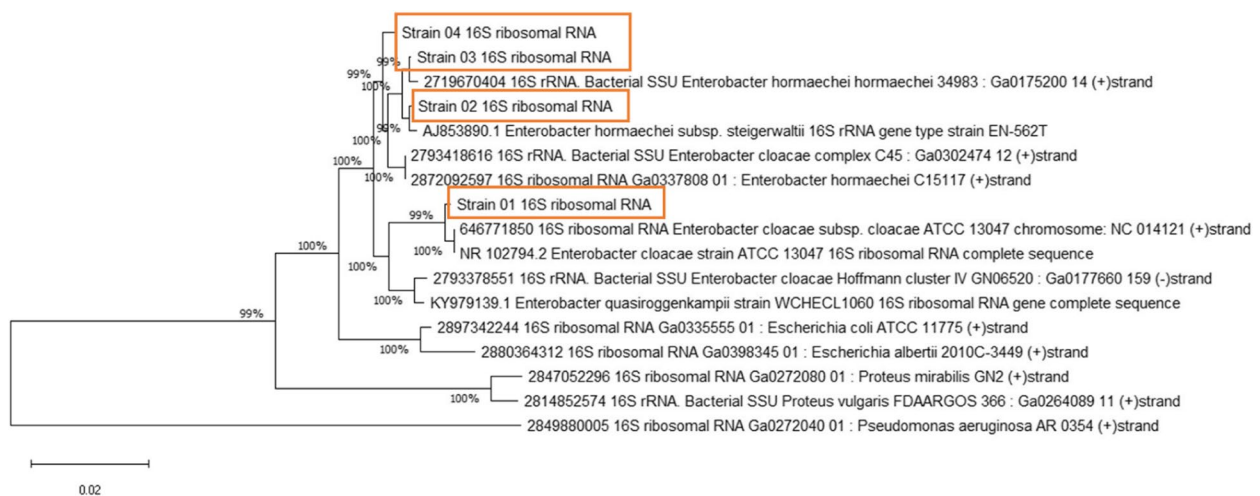 Strain 04 16S ribosomal RNA
99%
Strain 03 16S ribosomal RNA
99%
2719670404 16S rRNA. Bacterial SSU Enterobacter hormaechei hormaechei 34983 : Ga0175200 14 (+)strand
100%
Strain 02 16S ribosomal RNA
99%
AJ853890.1 Enterobacter hormaechei subsp. steigerwaltii 16S rRNA gene type strain EN-562T
100%
2793418616 16S rRNA. Bacterial SSU Enterobacter cloacae complex C45 : Ga0302474 12 (+)strand
100%
100%
2872092597 16S ribosomal RNA Ga0337808 01 : Enterobacter hormaechei C15117 (+)strand
Strain 01 16S ribosomal RNA
99%
646771850 16S ribosomal RNA Enterobacter cloacae subsp. cloacae ATCC 13047 chromosome: NC 014121 (+)strand
100%
100%
NR 102794.2 Enterobacter cloacae strain ATCC 13047 16S ribosomal RNA complete sequence
100%
2793378551 16S rRNA. Bacterial SSU Enterobacter cloacae Hoffmann cluster IV GN06520 : Ga0177660 159 (-)strand
100%
KY979139.1 Enterobacter quasiroggenkampii strain WCHECL1060 16S ribosomal RNA gene complete sequence
99%
2897342244 16S ribosomal RNA Ga0335555 01 : Escherichia coli ATCC 11775 (+)strand
100%
2880364312 16S ribosomal RNA Ga0398345 01 : Escherichia albertii 2010C-3449 (+)strand
2847052296 16S ribosomal RNA Ga0272080 01 : Proteus mirabilis GN2 (+)strand
100%
2814852574 16S rRNA. Bacterial SSU Proteus vulgaris FDAARGOS 366 : Ga0264089 11 (+)strand
2849880005 16S ribosomal RNA Ga0272040 01 : Pseudomonas aeruginosa AR 0354 (+)strand
0.02